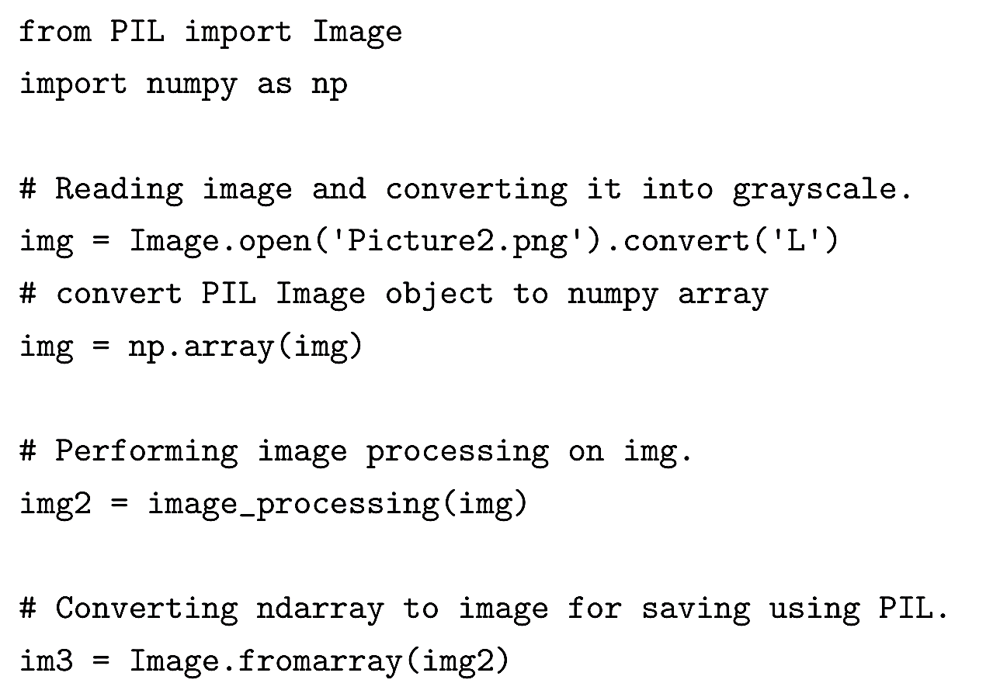 from PIL import Image
import numpy as np
# Reading image and converting it into grayscale.
img = Image.open('Picture2.png').convert('L')
# convert PIL Image object to numpy array
img = np.array(img)
# Performing image processing on img.
img2 = image_processing(img)
# Converting ndarray to image for saving using PIL.
im3 = Image.fromarray(img2)